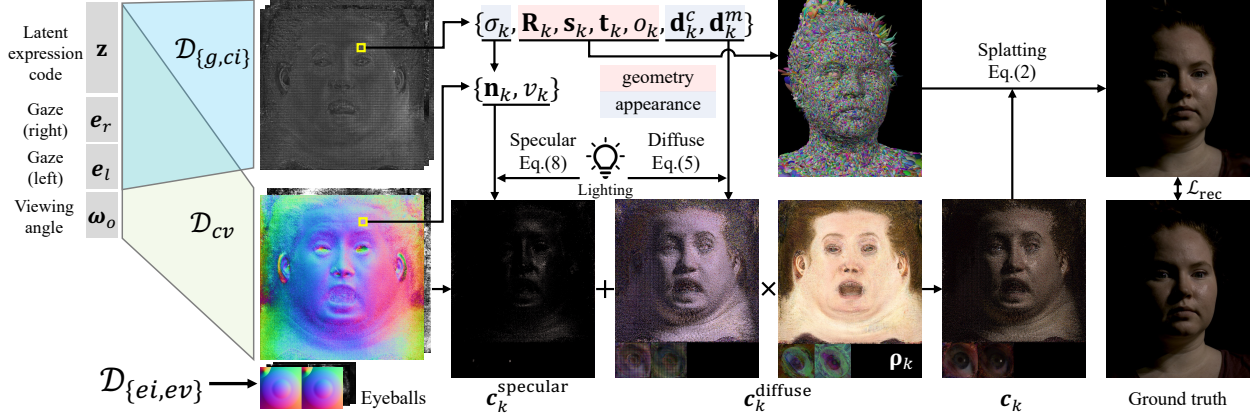 Latent
expression
code
z
Gaze
(right)
e_r
Gaze
(left)
e_l
Viewing
angle
ω_o
D_{g,ci}
D_cv
D_{ei,ev}
Eyeballs
{σ_k, R_k, s_k, t_k, o_k, d_k^c, d_k^m}
{n_k, v_k}
geometry
appearance
Specular
Eq.(8)
Lighting
Diffuse
Eq.(5)
Splatting
Eq.(2)
L_rec
+
×
ρ_k
c_k^specular
c_k^diffuse
c_k
Ground truth